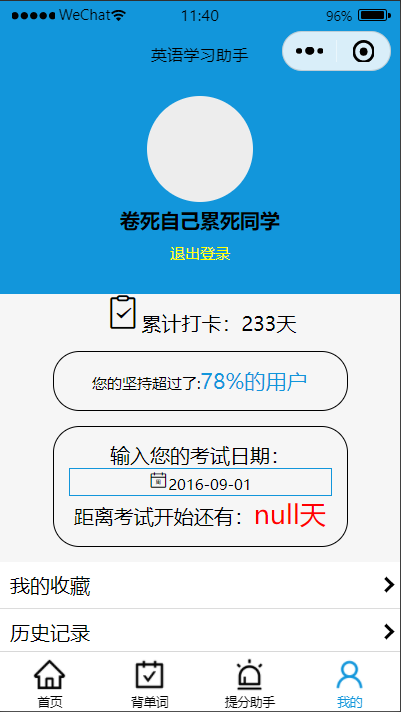 WeChat 11:40 96%
英语学习助手
卷死自己累死同学
退出登录
累计打卡：233天
您的坚持超过了:78%的用户
输入您的考试日期：
2016-09-01
距离考试开始还有：null天
我的收藏
历史记录
首页 背单词 提分助手 我的